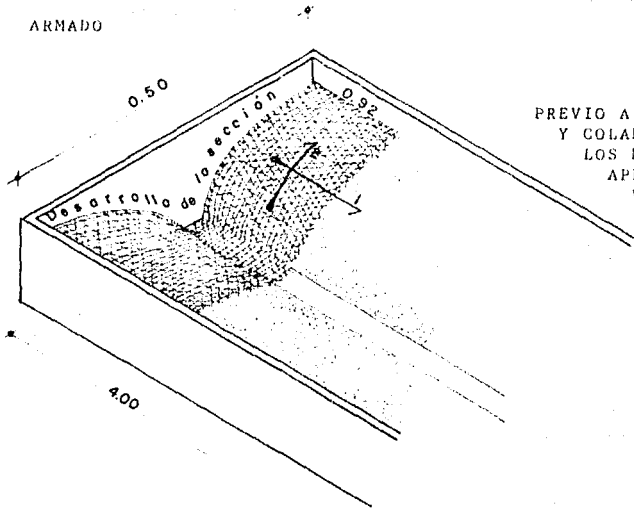 ARMADO
0.50
0.92
PREVIO A
Y COLA
LOS
AP
Desarrollo de la sección
4.00